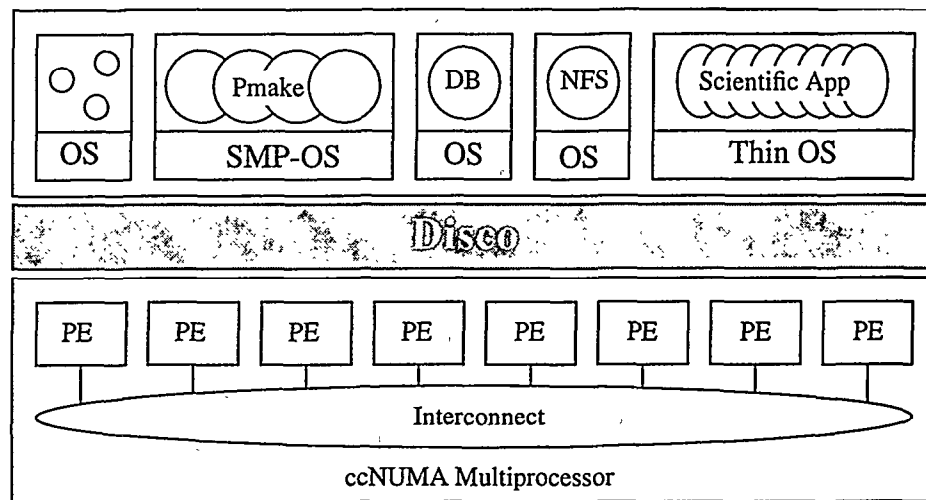 Pmake DB NFS Scientific App
OS SMP-OS OS OS Thin OS
Disco
PE PE PE PE PE PE PE PE
Interconnect
ccNUMA Multiprocessor